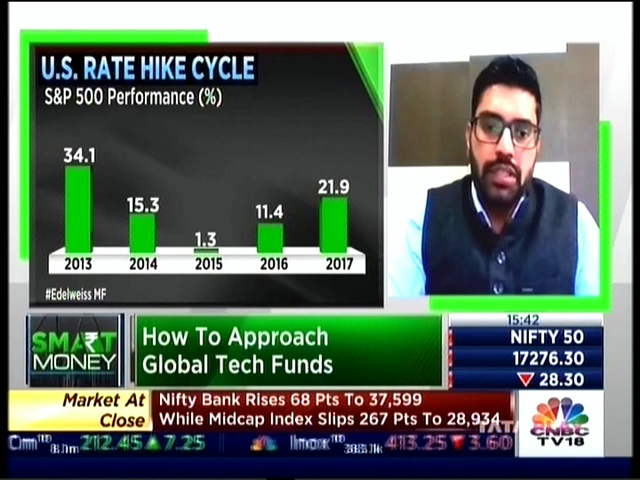 U.S. RATE HIKE CYCLE
S&P 500 Performance (%)
34.1
15.3
1.3
11.4
21.9
2013
2014
2015
2016
2017
#Edelweiss MF
SMART
MONEY
How To Approach
Global Tech Funds
15:42
NIFTY 50
17276.30
28.30
Market At
Close
Nifty Bank Rises 68 Pts To 37,599
While Midcap Index Slips 267 Pts To 28,934
TATA
CNBC
TV18
212.45 7.25
413.25 3.60